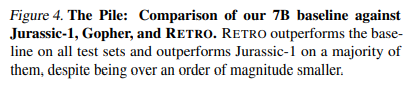 Figure 4. The Pile: Comparison of our 7B baseline against
Jurassic-1, Gopher, and RETRO. RETRO outperforms the base-
line on all test sets and outperforms Jurassic-1 on a majority of
them, despite being over an order of magnitude smaller.